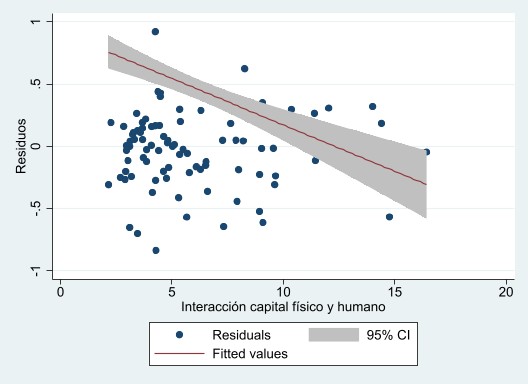 1
.5
0
-.5
-1
Residuos
0
5
10
15
20
Interacción capital físico y humano
Residuals
95% CI
Fitted values